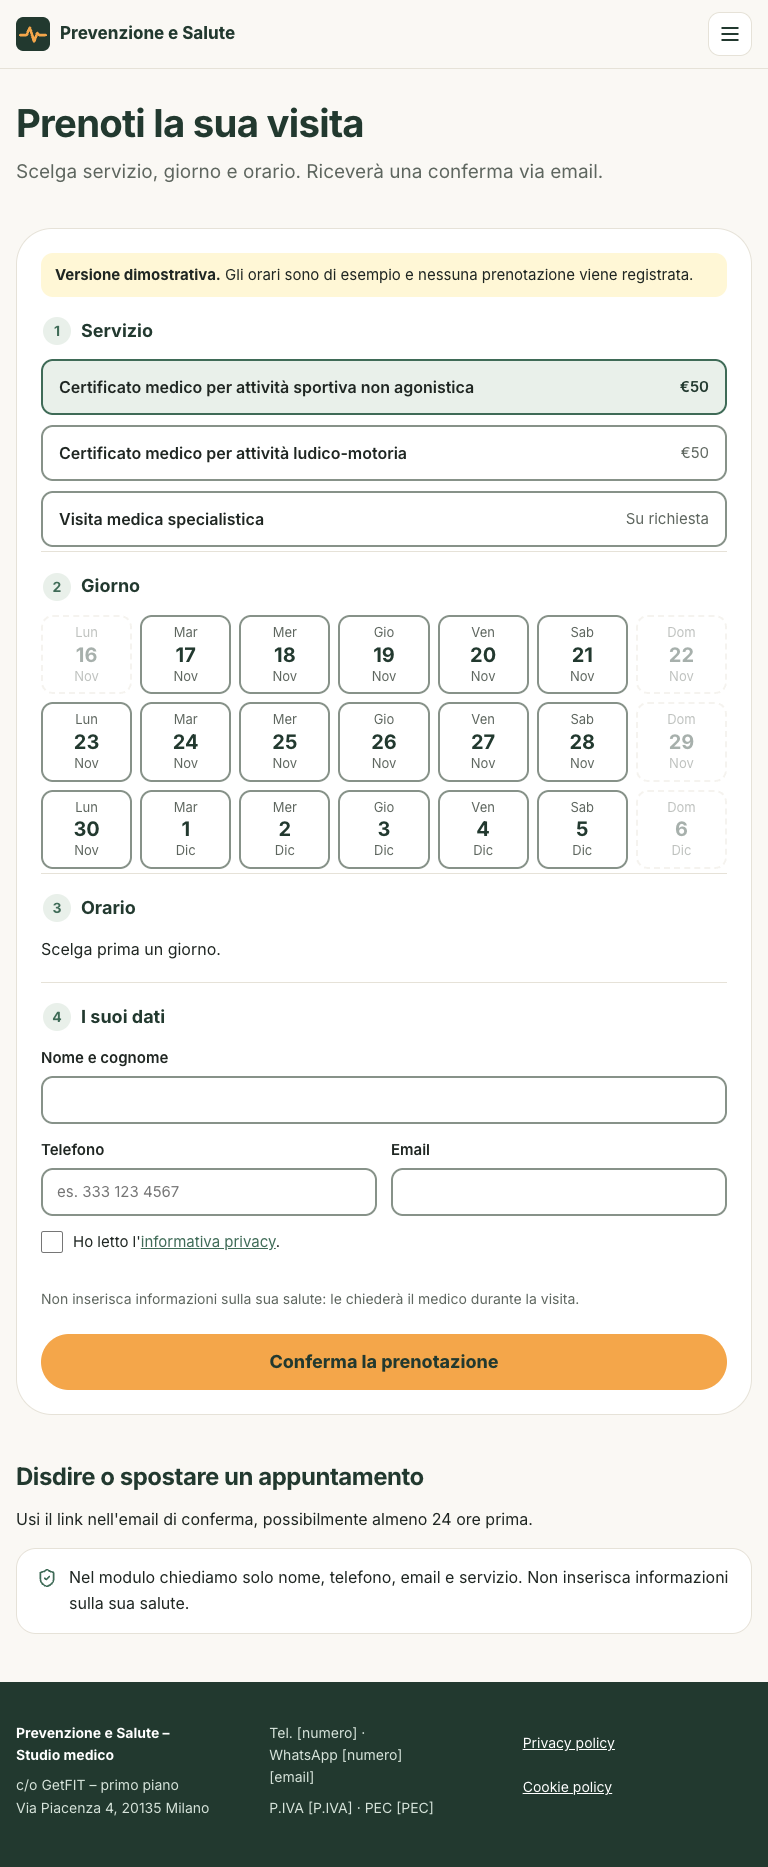 Prevenzione e Salute
Prenoti la sua visita
Scelga servizio, giorno e orario. Riceverà una conferma via email.
Versione dimostrativa. Gli orari sono di esempio e nessuna prenotazione viene registrata.
1 Servizio
Certificato medico per attività sportiva non agonistica €50
Certificato medico per attività ludico-motoria €50
Visita medica specialistica Su richiesta
2 Giorno
Lun Mar Mer Gio Ven Sab Dom
16 17 18 19 20 21 22
Nov Nov Nov Nov Nov Nov Nov
Lun Mar Mer Gio Ven Sab Dom
23 24 25 26 27 28 29
Nov Nov Nov Nov Nov Nov Nov
Lun Mar Mer Gio Ven Sab Dom
30 1 2 3 4 5 6
Nov Dic Dic Dic Dic Dic Dic
3 Orario
Scelga prima un giorno.
4 I suoi dati
Nome e cognome
Telefono Email
es. 333 123 4567
Ho letto l'informativa privacy.
Non inserisca informazioni sulla sua salute: le chiederà il medico durante la visita.
Conferma la prenotazione
Disdire o spostare un appuntamento
Usi il link nell'email di conferma, possibilmente almeno 24 ore prima.
Nel modulo chiediamo solo nome, telefono, email e servizio. Non inserisca informazioni
sulla sua salute.
Prevenzione e Salute –
Studio medico
c/o GetFIT – primo piano
Via Piacenza 4, 20135 Milano
Tel. [numero] ·
WhatsApp [numero]
[email]
P.IVA [P.IVA] · PEC [PEC]
Privacy policy
Cookie policy